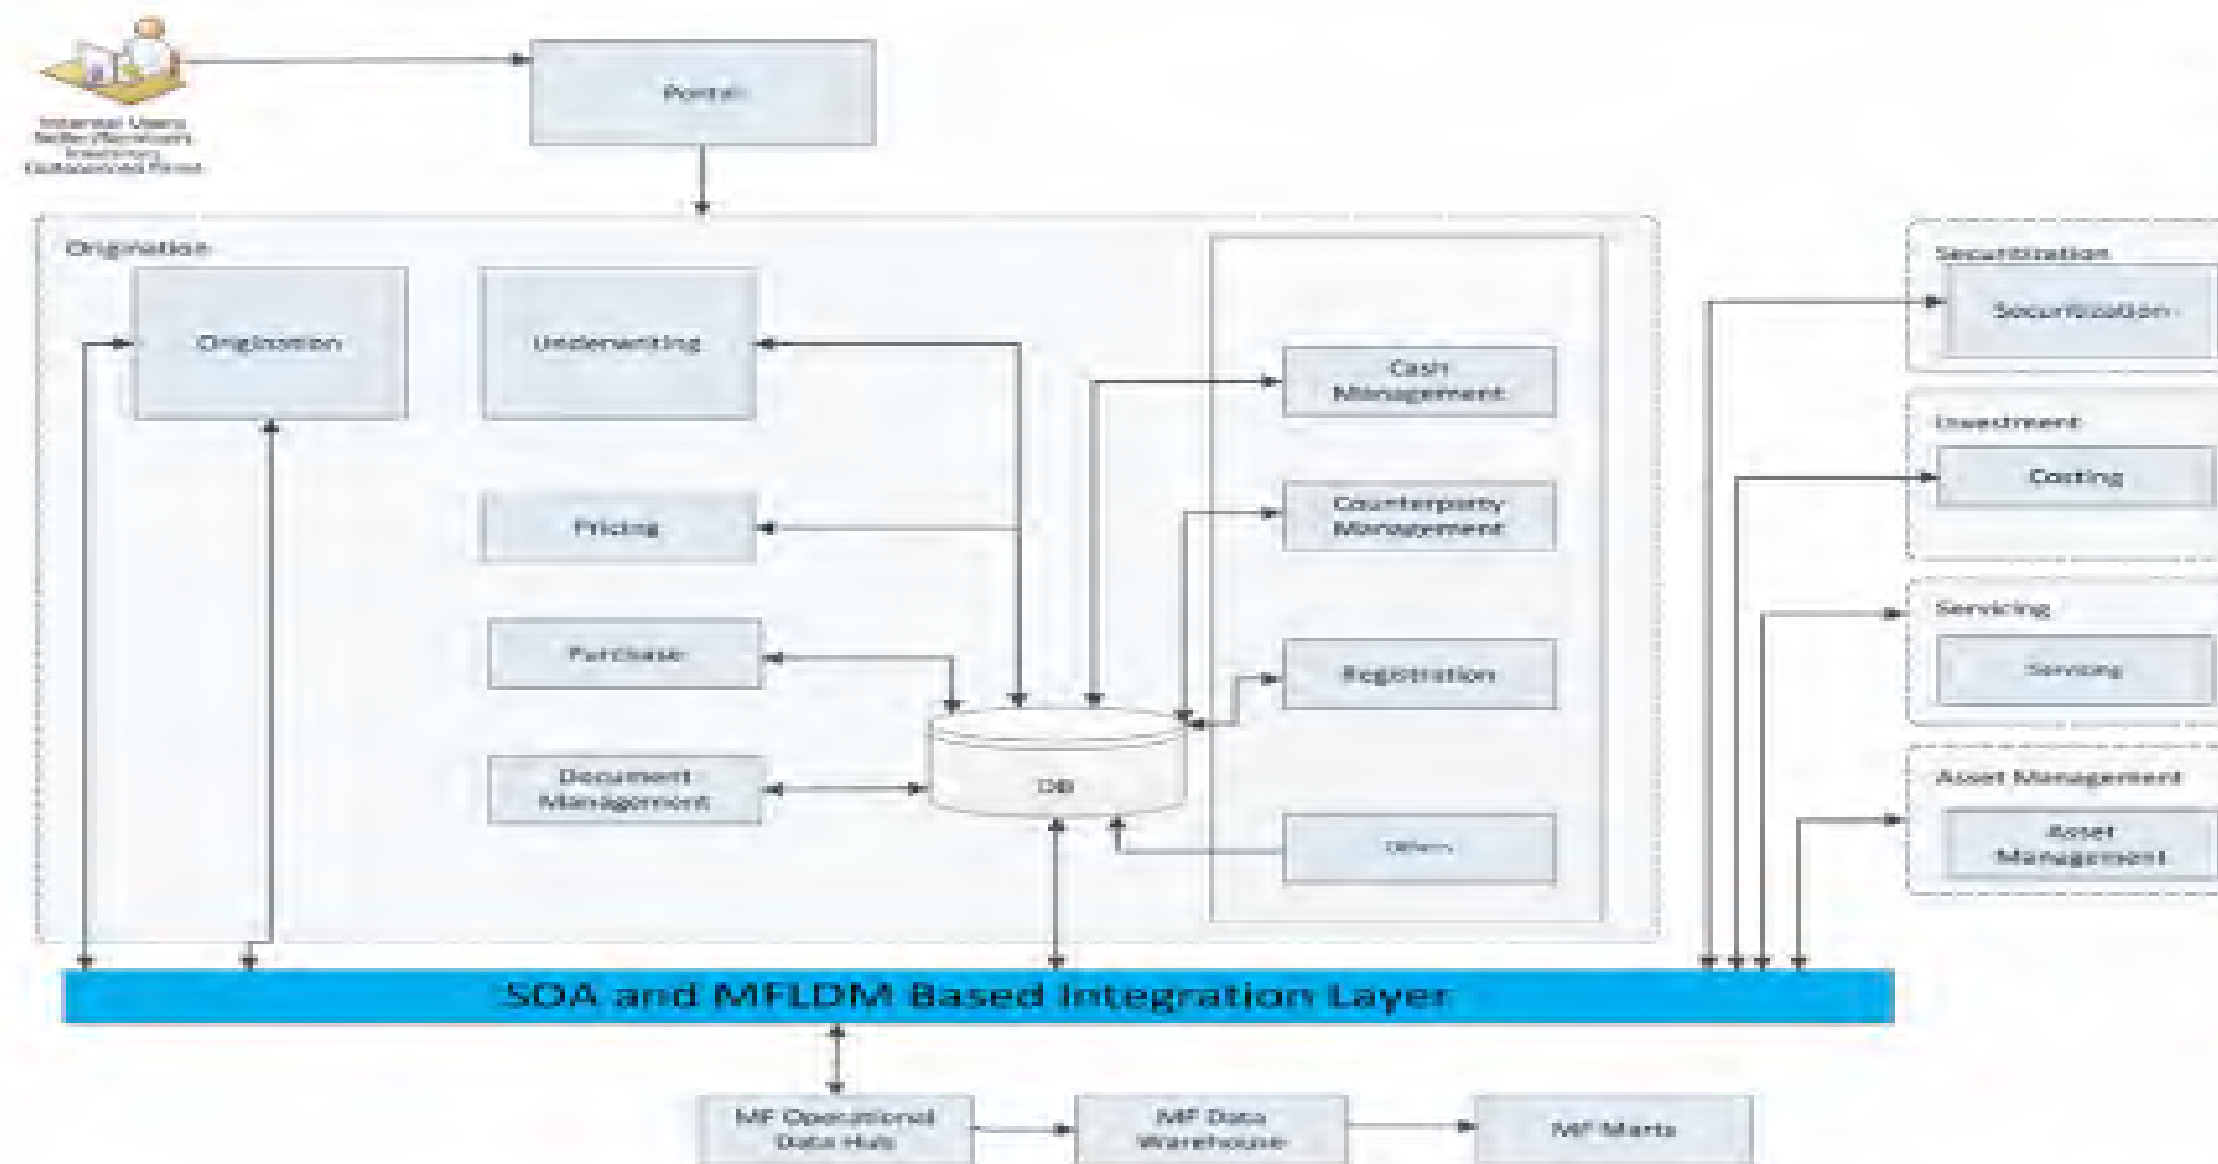 Portal
Internal Users
Seller/Servicers
Outsourced Firms
Origination
Origination
Underwriting
Pricing
Purchase
Document
Management
DB
Cash
Management
Counterparty
Management
Registration
Others
Securitization
Securitization
Investment
Costing
Servicing
Servicing
Asset Management
Asset
Management
SOA and MFLDM Based Integration Layer
MF Operational
Data Hub
MF Data
Warehouse
MF Marts